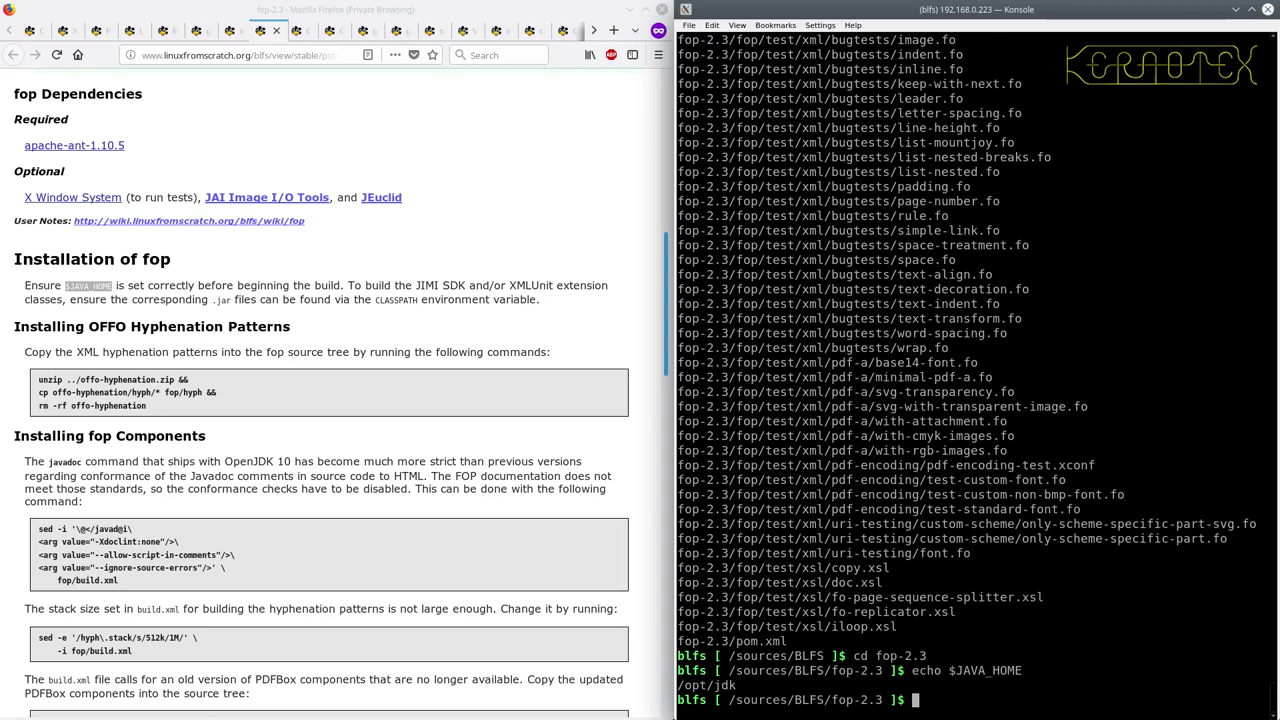 fop-2.3 - Mozilla Firefox (Private Browsing)
www.linuxfromscratch.org/blfs/view/stable/pst
Search
fop Dependencies
Required
apache-ant-1.10.5
Optional
X Window System (to run tests), JAI Image I/O Tools, and JEuclid
User Notes: http://wiki.linuxfromscratch.org/blfs/wiki/fop
Installation of fop
Ensure $JAVA_HOME is set correctly before beginning the build. To build the JIMI SDK and/or XMLUnit extension
classes, ensure the corresponding .jar files can be found via the CLASSPATH environment variable.
Installing OFFO Hyphenation Patterns
Copy the XML hyphenation patterns into the fop source tree by running the following commands:
unzip ../offo-hyphenation.zip &&
cp offo-hyphenation/hyph/* fop/hyph &&
rm -rf offo-hyphenation
Installing fop Components
The javadoc command that ships with OpenJDK 10 has become much more strict than previous versions
regarding conformance of the Javadoc comments in source code to HTML. The FOP documentation does not
meet those standards, so the conformance checks have to be disabled. This can be done with the following
command:
sed -i '\@</javad@i\
<arg value="-Xdoclint:none"/>\
<arg value="--allow-script-in-comments"/>\
<arg value="--ignore-source-errors"/>' \
fop/build.xml
The stack size set in build.xml for building the hyphenation patterns is not large enough. Change it by running:
sed -e '/hyph\.stack/s/512k/1M/' \
-i fop/build.xml
The build.xml file calls for an old version of PDFBox components that are no longer available. Copy the updated
PDFBox components into the source tree:
(blfs) 192.168.0.223 — Konsole
File Edit View Bookmarks Settings Help
KERNOTEX
fop-2.3/fop/test/xml/bugtests/image.fo
fop-2.3/fop/test/xml/bugtests/indent.fo
fop-2.3/fop/test/xml/bugtests/inline.fo
fop-2.3/fop/test/xml/bugtests/keep-with-next.fo
fop-2.3/fop/test/xml/bugtests/leader.fo
fop-2.3/fop/test/xml/bugtests/letter-spacing.fo
fop-2.3/fop/test/xml/bugtests/line-height.fo
fop-2.3/fop/test/xml/bugtests/list-mountjoy.fo
fop-2.3/fop/test/xml/bugtests/list-nested-breaks.fo
fop-2.3/fop/test/xml/bugtests/list-nested.fo
fop-2.3/fop/test/xml/bugtests/padding.fo
fop-2.3/fop/test/xml/bugtests/page-number.fo
fop-2.3/fop/test/xml/bugtests/rule.fo
fop-2.3/fop/test/xml/bugtests/simple-link.fo
fop-2.3/fop/test/xml/bugtests/space-treatment.fo
fop-2.3/fop/test/xml/bugtests/space.fo
fop-2.3/fop/test/xml/bugtests/text-align.fo
fop-2.3/fop/test/xml/bugtests/text-decoration.fo
fop-2.3/fop/test/xml/bugtests/text-indent.fo
fop-2.3/fop/test/xml/bugtests/text-transform.fo
fop-2.3/fop/test/xml/bugtests/word-spacing.fo
fop-2.3/fop/test/xml/bugtests/wrap.fo
fop-2.3/fop/test/xml/pdf-a/base14-font.fo
fop-2.3/fop/test/xml/pdf-a/minimal-pdf-a.fo
fop-2.3/fop/test/xml/pdf-a/svg-transparency.fo
fop-2.3/fop/test/xml/pdf-a/svg-with-transparent-image.fo
fop-2.3/fop/test/xml/pdf-a/with-attachment.fo
fop-2.3/fop/test/xml/pdf-a/with-cmyk-images.fo
fop-2.3/fop/test/xml/pdf-a/with-rgb-images.fo
fop-2.3/fop/test/xml/pdf-encoding/pdf-encoding-test.xconf
fop-2.3/fop/test/xml/pdf-encoding/test-custom-font.fo
fop-2.3/fop/test/xml/pdf-encoding/test-custom-non-bmp-font.fo
fop-2.3/fop/test/xml/pdf-encoding/test-standard-font.fo
fop-2.3/fop/test/xml/uri-testing/custom-scheme/only-scheme-specific-part-svg.fo
fop-2.3/fop/test/xml/uri-testing/custom-scheme/only-scheme-specific-part.fo
fop-2.3/fop/test/xml/uri-testing/font.fo
fop-2.3/fop/test/xsl/copy.xsl
fop-2.3/fop/test/xsl/doc.xsl
fop-2.3/fop/test/xsl/fo-page-sequence-splitter.xsl
fop-2.3/fop/test/xsl/fo-replicator.xsl
fop-2.3/fop/test/xsl/iloop.xsl
fop-2.3/pom.xml
blfs [ /sources/BLFS ]$ cd fop-2.3
blfs [ /sources/BLFS/fop-2.3 ]$ echo $JAVA_HOME
/opt/jdk
blfs [ /sources/BLFS/fop-2.3 ]$